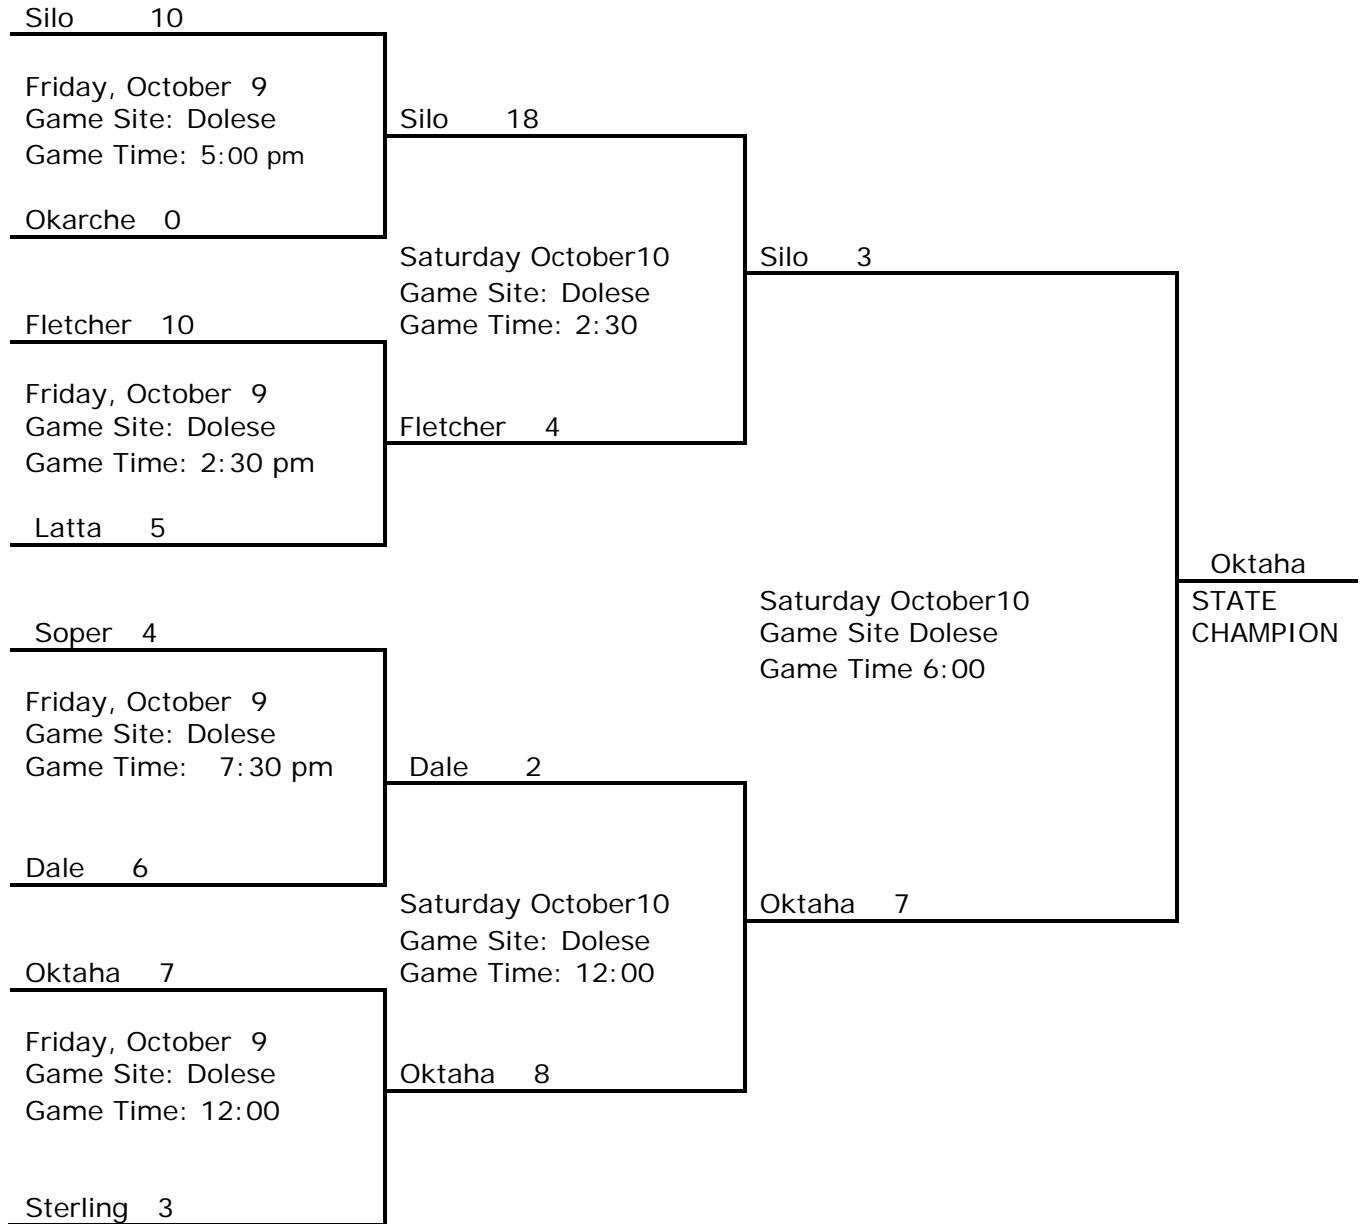 Silo 10
Friday, October 9
Game Site: Dolese
Game Time: 5:00 pm
Okarche 0
Fletcher 10
Friday, October 9
Game Site: Dolese
Game Time: 2:30 pm
Latta 5
Soper 4
Friday, October 9
Game Site: Dolese
Game Time: 7:30 pm
Dale 6
Oktaha 7
Friday, October 9
Game Site: Dolese
Game Time: 12:00
Sterling 3
Silo 18
Saturday October10
Game Site: Dolese
Game Time: 2:30
Fletcher 4
Dale 2
Saturday October10
Game Site: Dolese
Game Time: 12:00
Oktaha 8
Silo 3
Saturday October10
Game Site Dolese
Game Time 6:00
Oktaha 7
Oktaha
STATE
CHAMPION